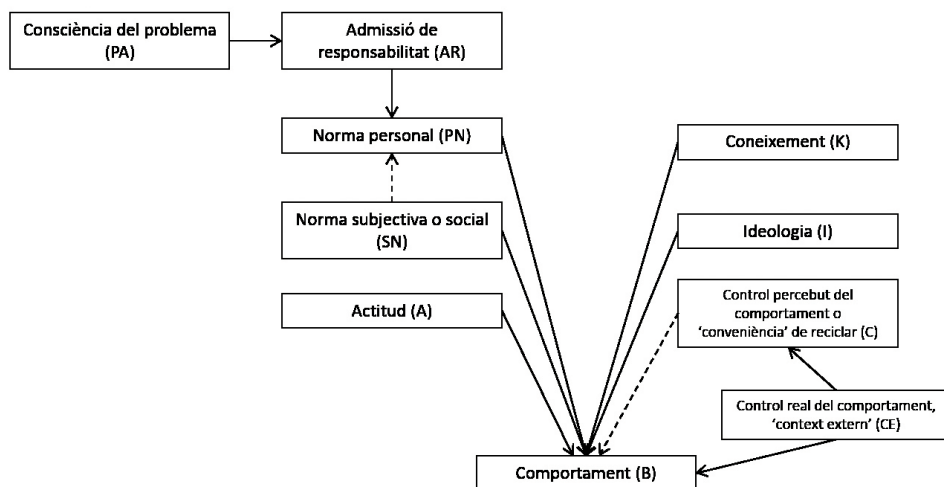 Consciència del problema
(PA)
Admissió de
responsabilitat (AR)
Norma personal (PN)
Coneixement (K)
Norma subjectiva o social
(SN)
Ideologia (I)
Actitud (A)
Control percebut del
comportament o
‘conveniència’ de reciclar (C)
Control real del comportament,
‘context extern’ (CE)
Comportament (B)